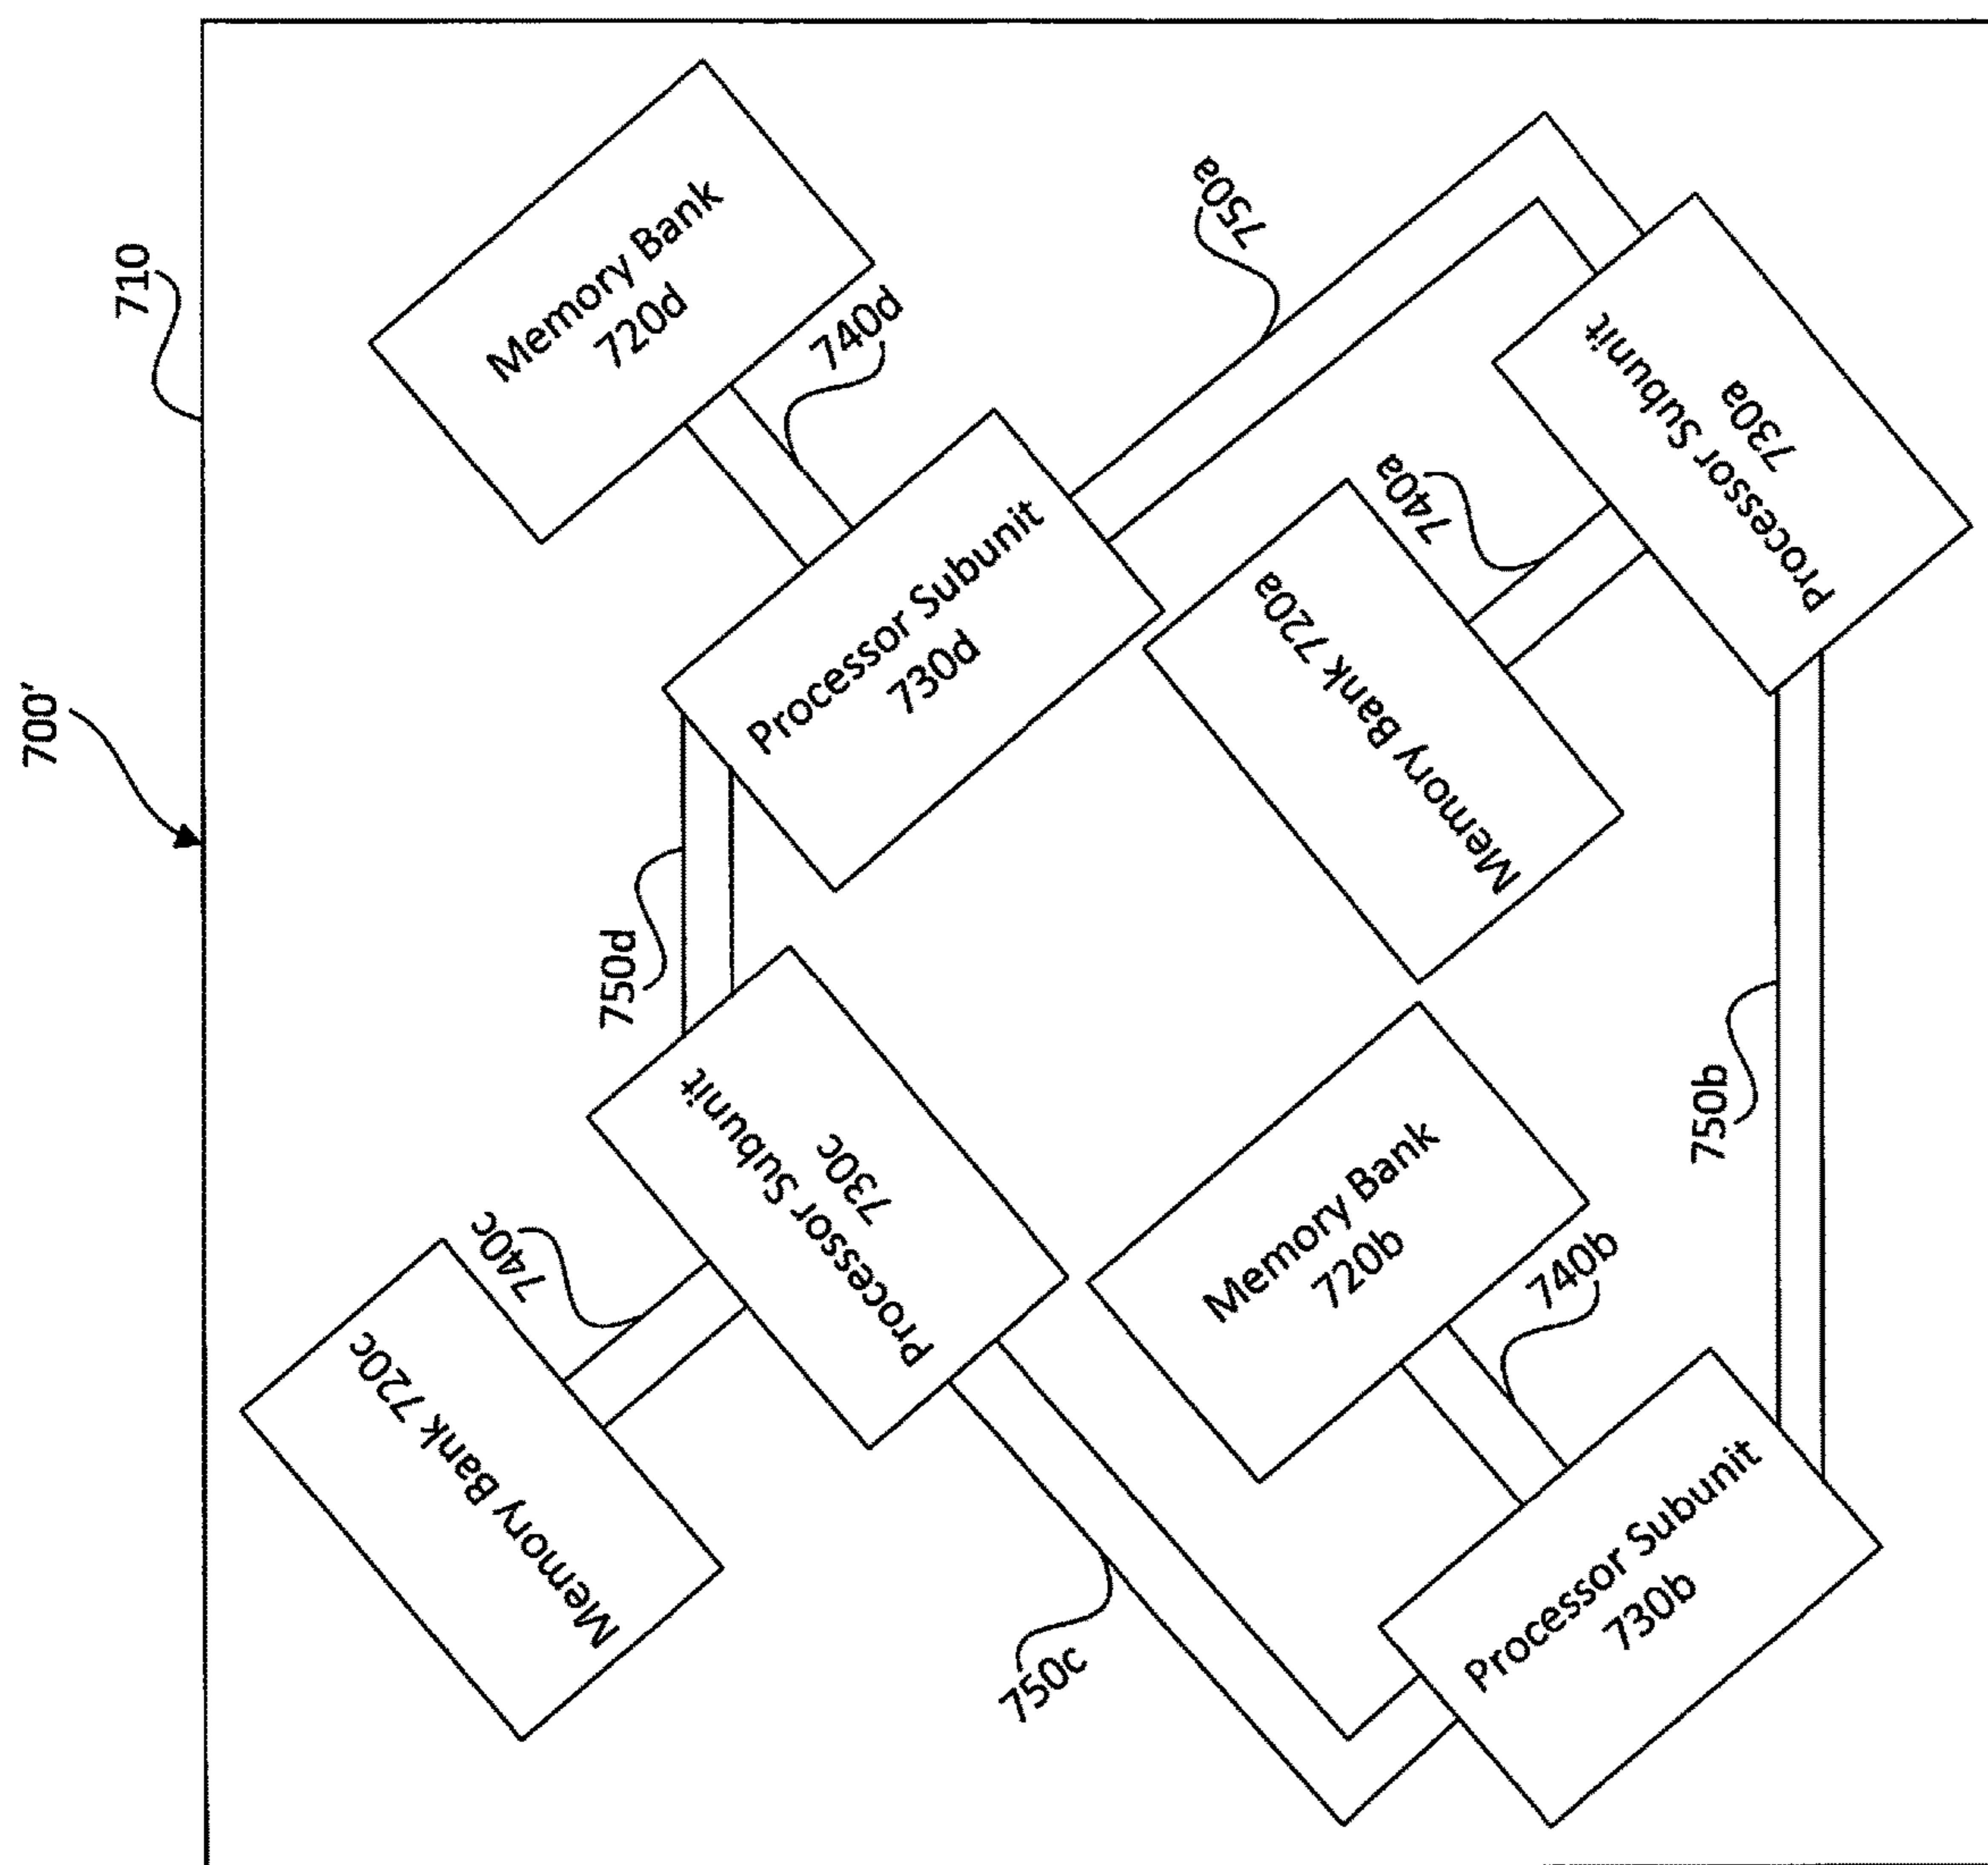 700'
710
Memory Bank
720d
740d
750a
Processor Subunit
730d
740a
Processor Subunit
730a
Memory Bank 7720a
750d
Processor Subunit
730c
740c
Memory Bank
720b
740b
750b
Memory Bank 720c
750c
Processor Subunit
730b